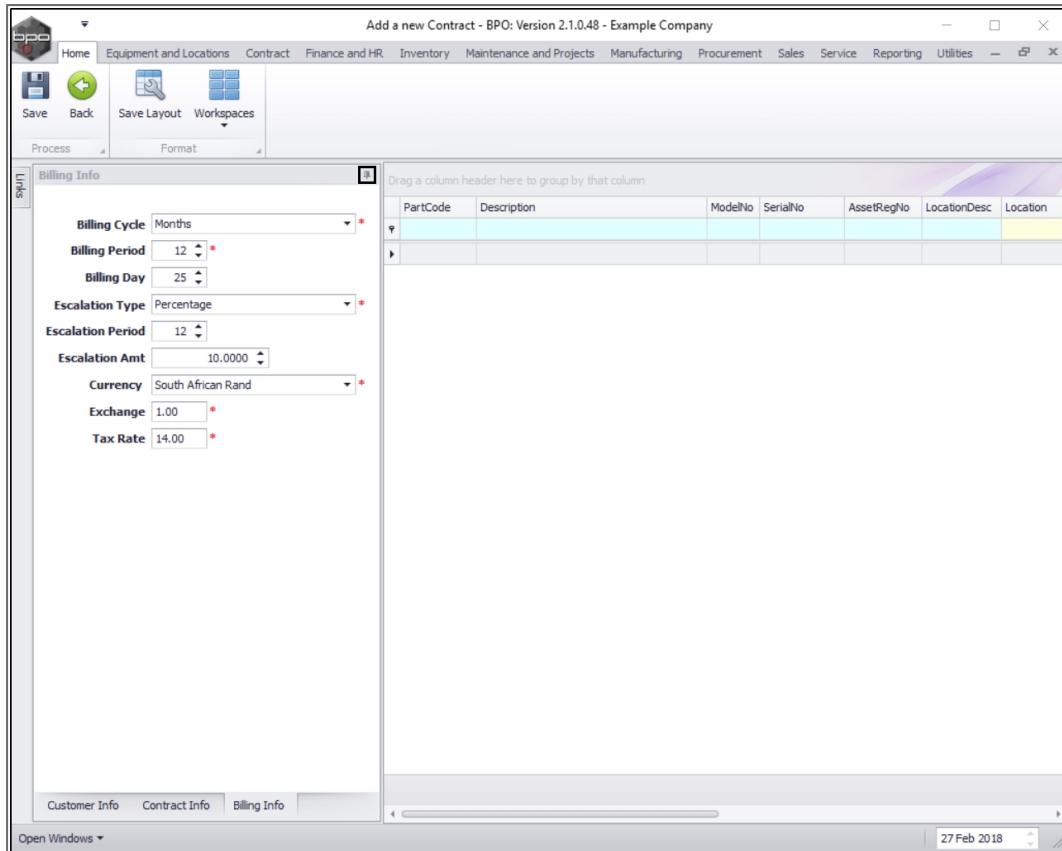 Add a new Contract - BPO: Version 2.1.0.48 - Example Company
bpo
Home Equipment and Locations Contract Finance and HR Inventory Maintenance and Projects Manufacturing Procurement Sales Service Reporting Utilities
Save Back Save Layout Workspaces
Process Format
Links
Billing Info
Drag a column header here to group by that column
PartCode Description ModelNo SerialNo AssetRegNo LocationDesc Location
Billing Cycle Months *
Billing Period 12 *
Billing Day 25
Escalation Type Percentage *
Escalation Period 12
Escalation Amt 10.0000
Currency South African Rand *
Exchange 1.00 *
Tax Rate 14.00 *
Customer Info Contract Info Billing Info
Open Windows 27 Feb 2018